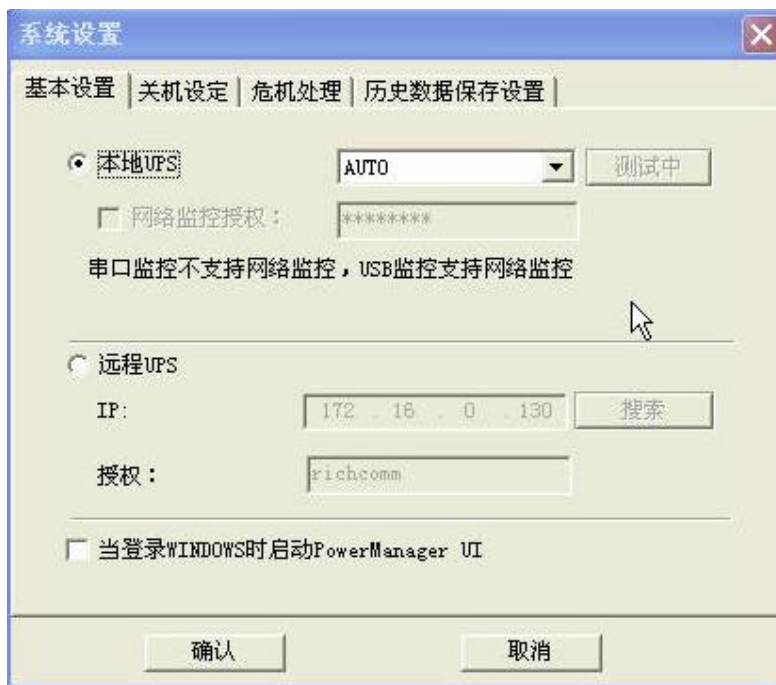 系统设置
基本设置 关机设定 危机处理 历史数据保存设置
本地UPS AUTO 测试中
网络监控授权： ********
串口监控不支持网络监控，USB监控支持网络监控
远程UPS
IP: 172 . 16 . 0 . 130 搜索
授权： richcomm
当登录WINDOWS时启动PowerManager UI
确认 取消